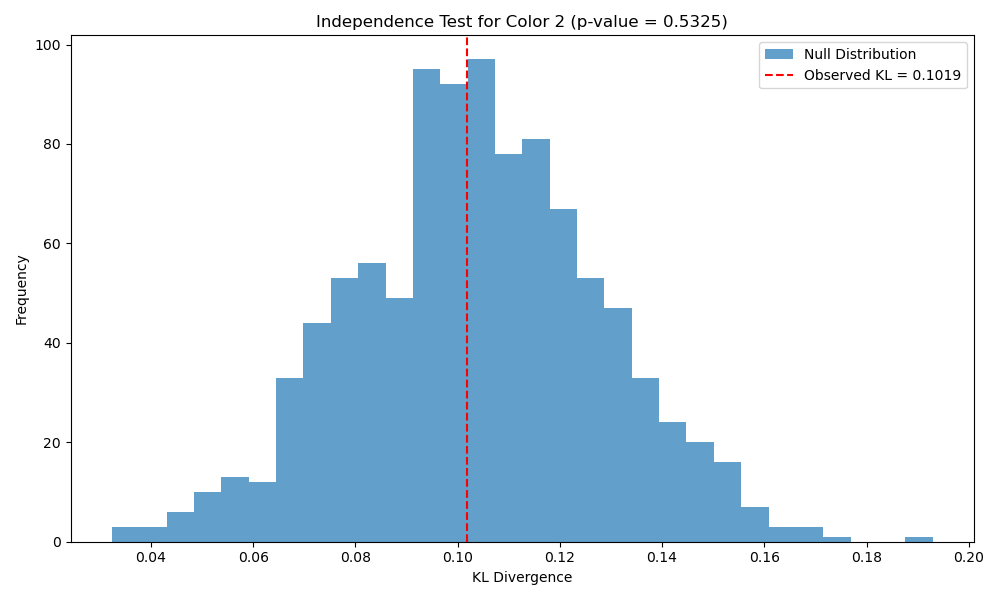 Independence Test for Color 2 (p-value = 0.5325)
Null Distribution
Observed KL = 0.1019
100
80
60
40
20
0
Frequency
0.04 0.06 0.08 0.10 0.12 0.14 0.16 0.18 0.20
KL Divergence